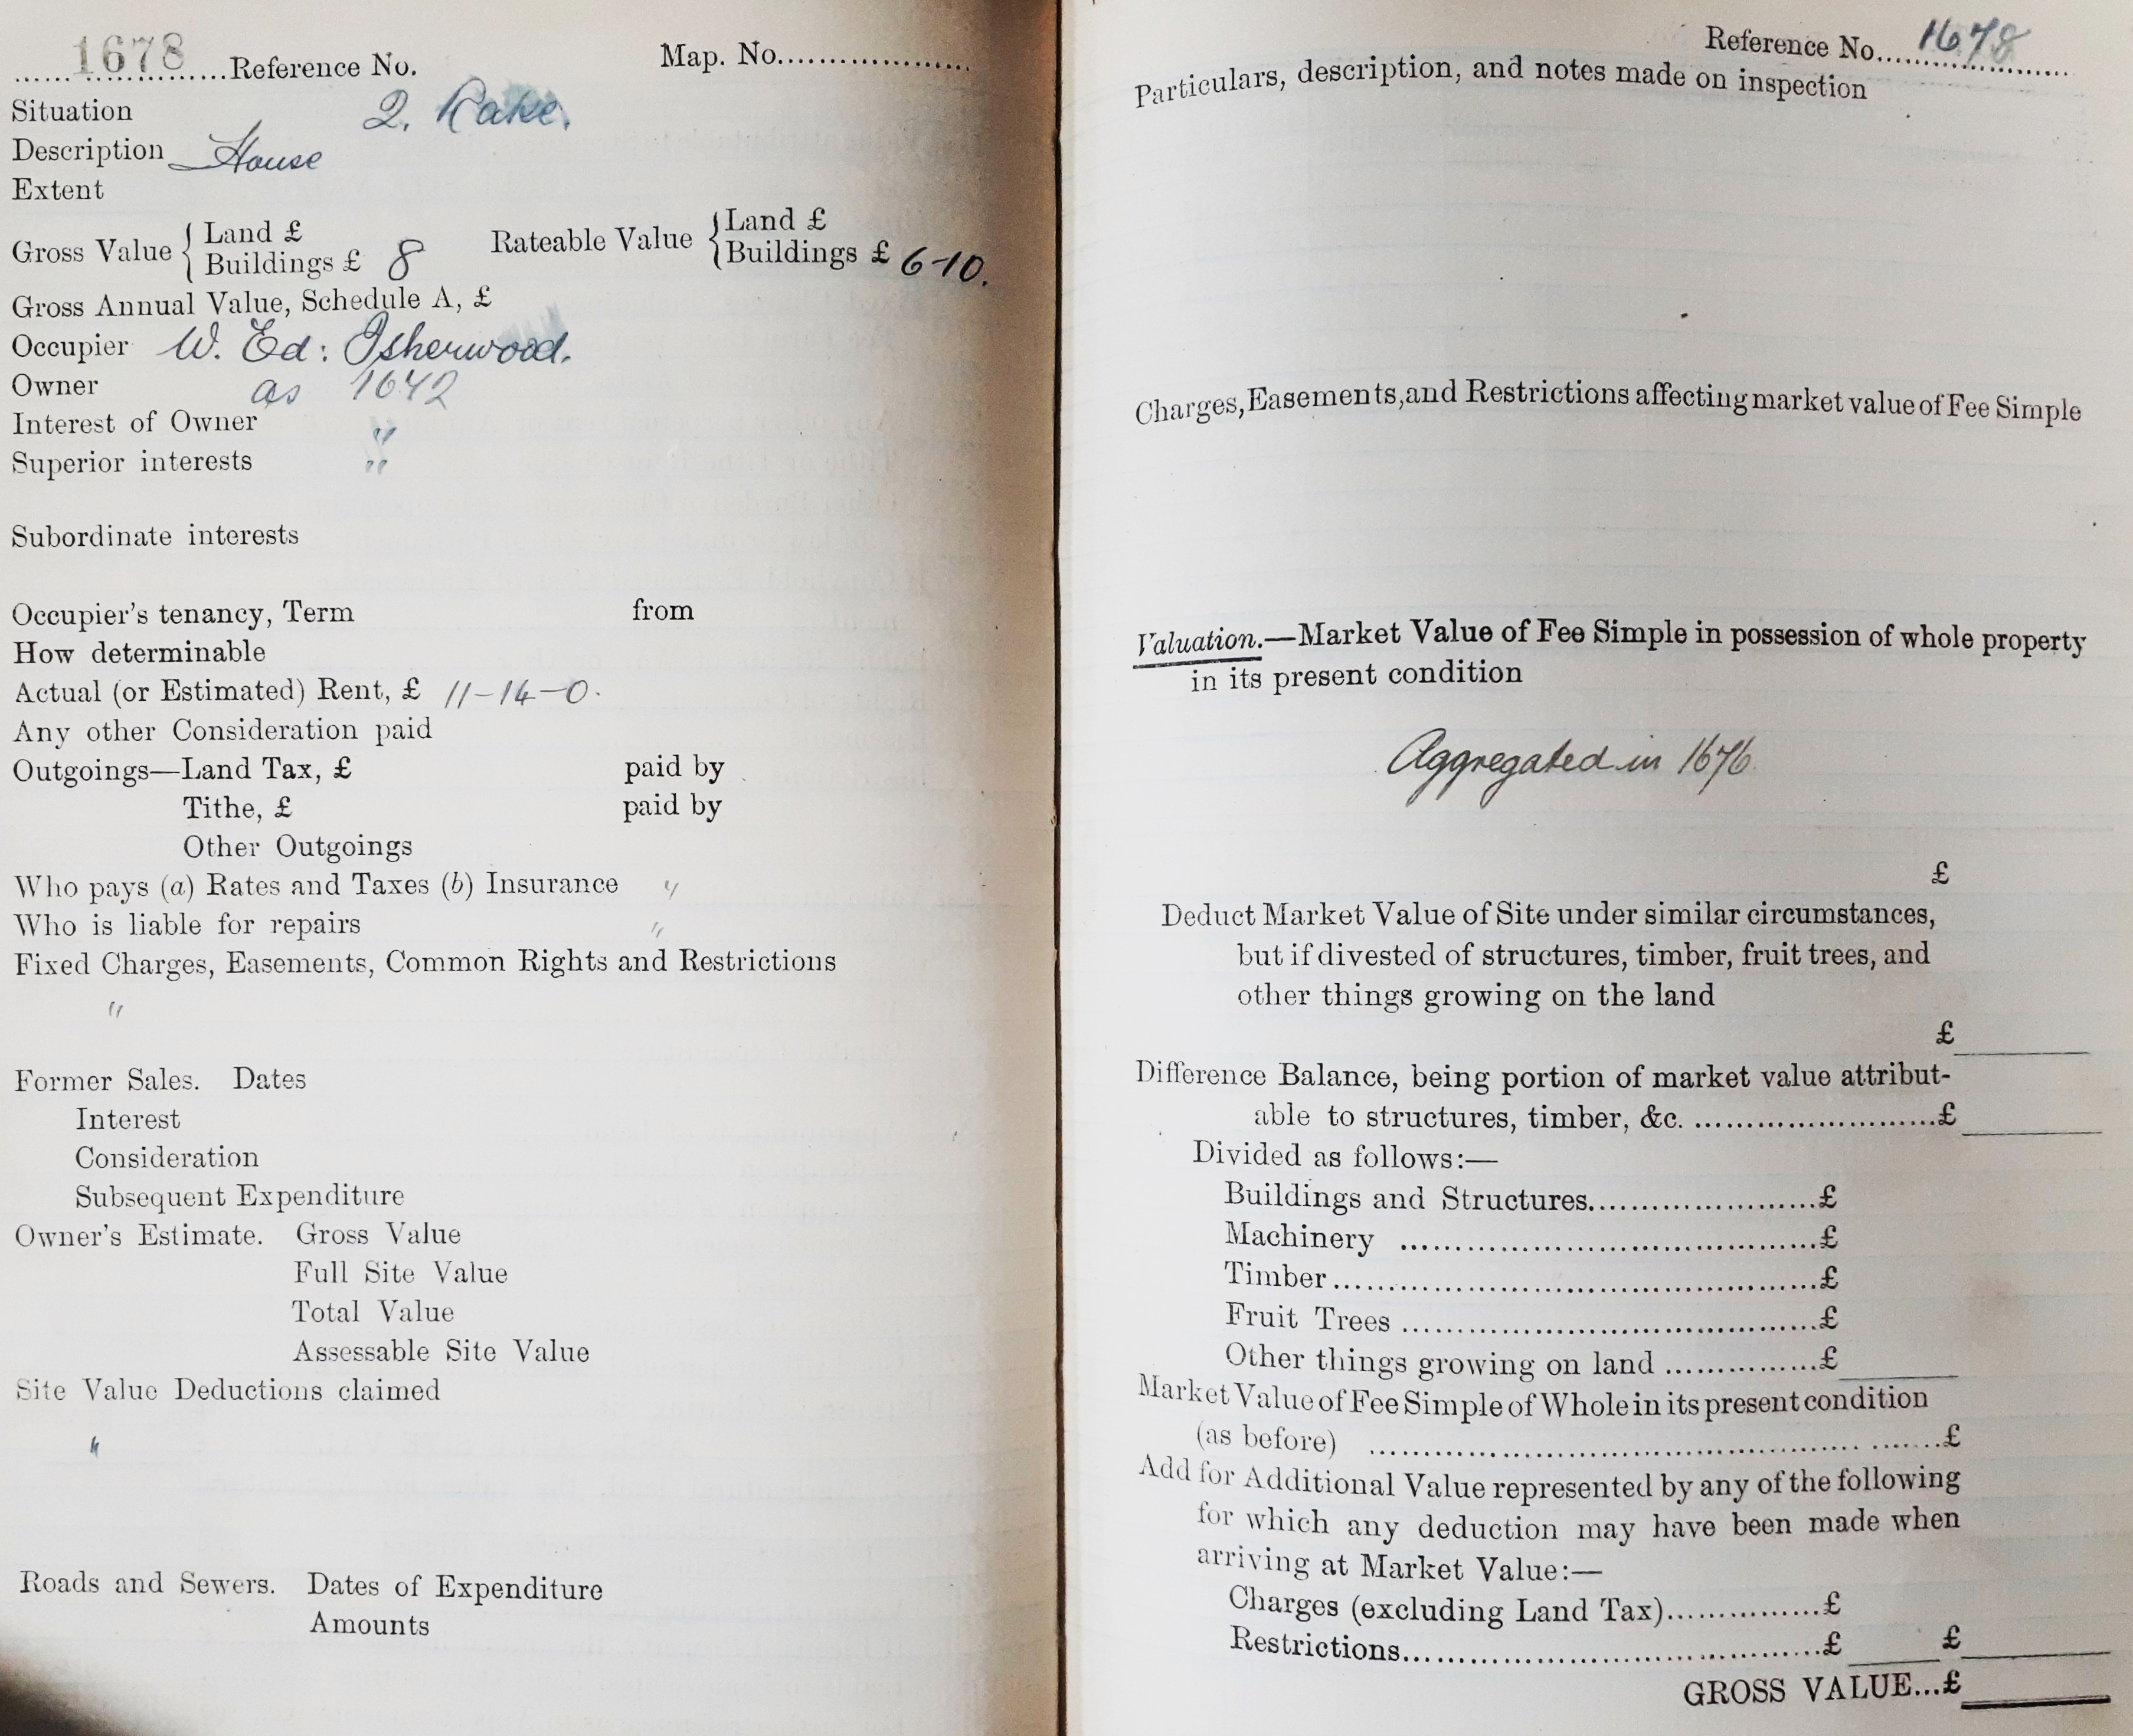 1678 Reference No. Map. No.
Situation 2. Rake.
Description House
Extent
Gross Value { Land £ Rateable Value { Land £
Buildings £ 8 Buildings £ 6-10.
Gross Annual Value, Schedule A, £
Occupier W. Ed: Isherwood.
Owner as 1642
Interest of Owner "
Superior interests "
Subordinate interests
Occupier's tenancy, Term from
How determinable
Actual (or Estimated) Rent, £ 11-14-0.
Any other Consideration paid
Outgoings—Land Tax, £ paid by
Tithe, £ paid by
Other Outgoings
Who pays (a) Rates and Taxes (b) Insurance "
Who is liable for repairs "
Fixed Charges, Easements, Common Rights and Restrictions
"
Former Sales. Dates
Interest
Consideration
Subsequent Expenditure
Owner's Estimate. Gross Value
Full Site Value
Total Value
Assessable Site Value
Site Value Deductions claimed
"
Roads and Sewers. Dates of Expenditure
Amounts
Reference No. 1678
Particulars, description, and notes made on inspection
Charges, Easements, and Restrictions affecting market value of Fee Simple
Valuation.—Market Value of Fee Simple in possession of whole property
in its present condition
Aggregated in 1676
£
Deduct Market Value of Site under similar circumstances,
but if divested of structures, timber, fruit trees, and
other things growing on the land
£
Difference Balance, being portion of market value attribut-
able to structures, timber, &c. £
Divided as follows:—
Buildings and Structures £
Machinery £
Timber £
Fruit Trees £
Other things growing on land £
Market Value of Fee Simple of Whole in its present condition
(as before) £
Add for Additional Value represented by any of the following
for which any deduction may have been made when
arriving at Market Value:—
Charges (excluding Land Tax) £
Restrictions £ £
GROSS VALUE...£